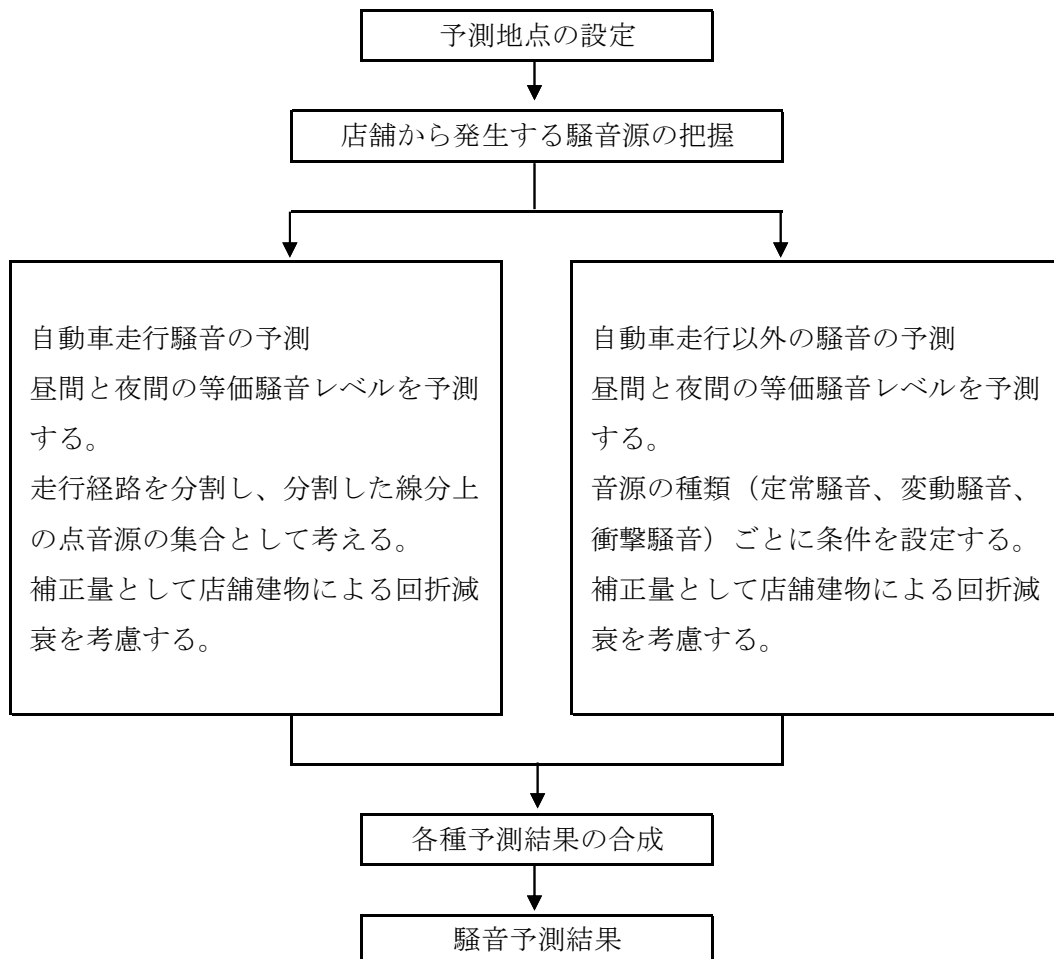 予測地点の設定
店舗から発生する騒音源の把握
自動車走行騒音の予測
昼間と夜間の等価騒音レベルを予測
する。
走行経路を分割し、分割した線分上
の点音源の集合として考える。
補正量として店舗建物による回折減
衰を考慮する。
自動車走行以外の騒音の予測
昼間と夜間の等価騒音レベルを予測
する。
音源の種類（定常騒音、変動騒音、
衝撃騒音）ごとに条件を設定する。
補正量として店舗建物による回折減
衰を考慮する。
各種予測結果の合成
騒音予測結果